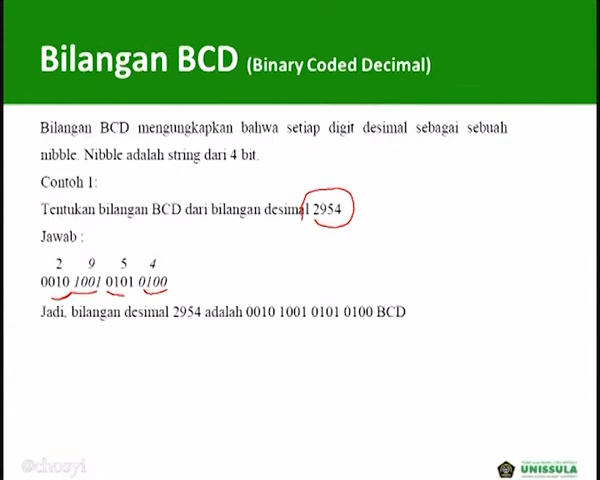 Bilangan BCD (Binary Coded Decimal)
Bilangan BCD mengungkapkan bahwa setiap digit desimal sebagai sebuah
nibble. Nibble adalah string dari 4 bit.
Contoh 1:
Tentukan bilangan BCD dari bilangan desimal 2954
Jawab :
2 9 5 4
0010 1001 0101 0100
Jadi, bilangan desimal 2954 adalah 0010 1001 0101 0100 BCD
@chosyi
UNISSULA